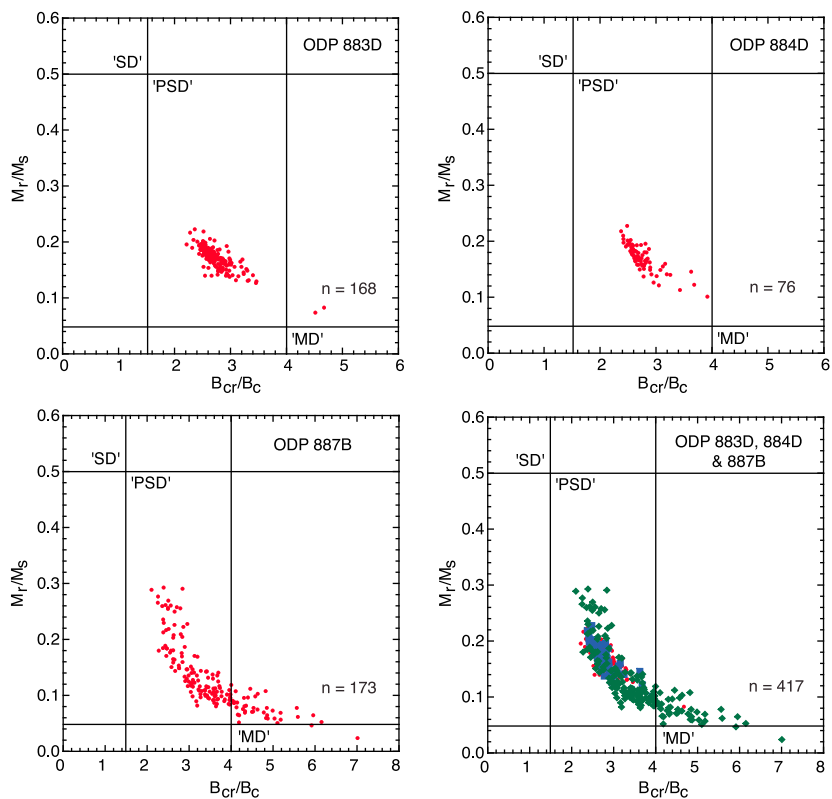 ODP 883D
'SD'
'PSD'
n = 168
'MD'
0.6
0.5
0.4
0.3
0.2
0.1
0.0
Mr/Ms
0 1 2 3 4 5 6
Bcr/Bc
ODP 884D
'SD'
'PSD'
n = 76
'MD'
0.6
0.5
0.4
0.3
0.2
0.1
0.0
Mr/Ms
0 1 2 3 4 5 6
Bcr/Bc
ODP 887B
'SD'
'PSD'
n = 173
'MD'
0.6
0.5
0.4
0.3
0.2
0.1
0.0
Mr/Ms
0 1 2 3 4 5 6 7 8
Bcr/Bc
ODP 883D, 884D
& 887B
'SD'
'PSD'
n = 417
'MD'
0.6
0.5
0.4
0.3
0.2
0.1
0.0
Mr/Ms
0 1 2 3 4 5 6 7 8
Bcr/Bc